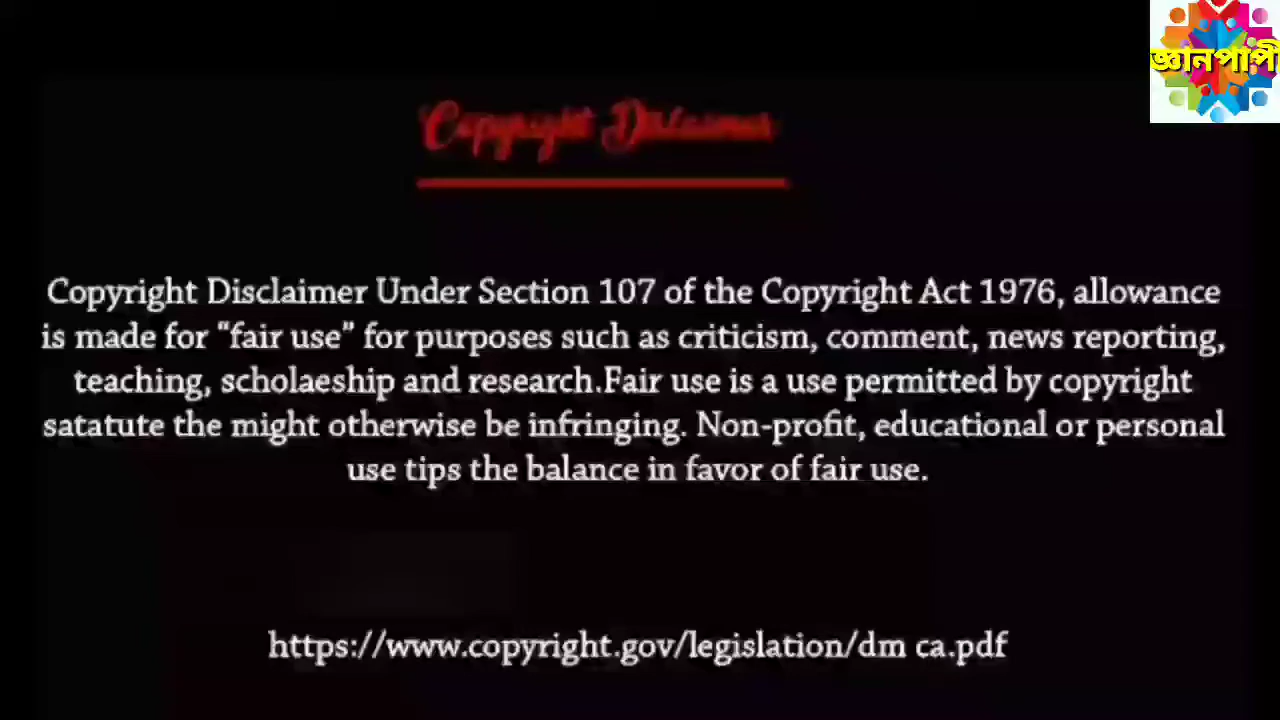 জ্ঞানপাপী
Copyright Disclaimer
Copyright Disclaimer Under Section 107 of the Copyright Act 1976, allowance
is made for "fair use” for purposes such as criticism, comment, news reporting,
teaching, scholaeship and research.Fair use is a use permitted by copyright
satatute the might otherwise be infringing. Non-profit, educational or personal
use tips the balance in favor of fair use.
https://www.copyright.gov/legislation/dm ca.pdf